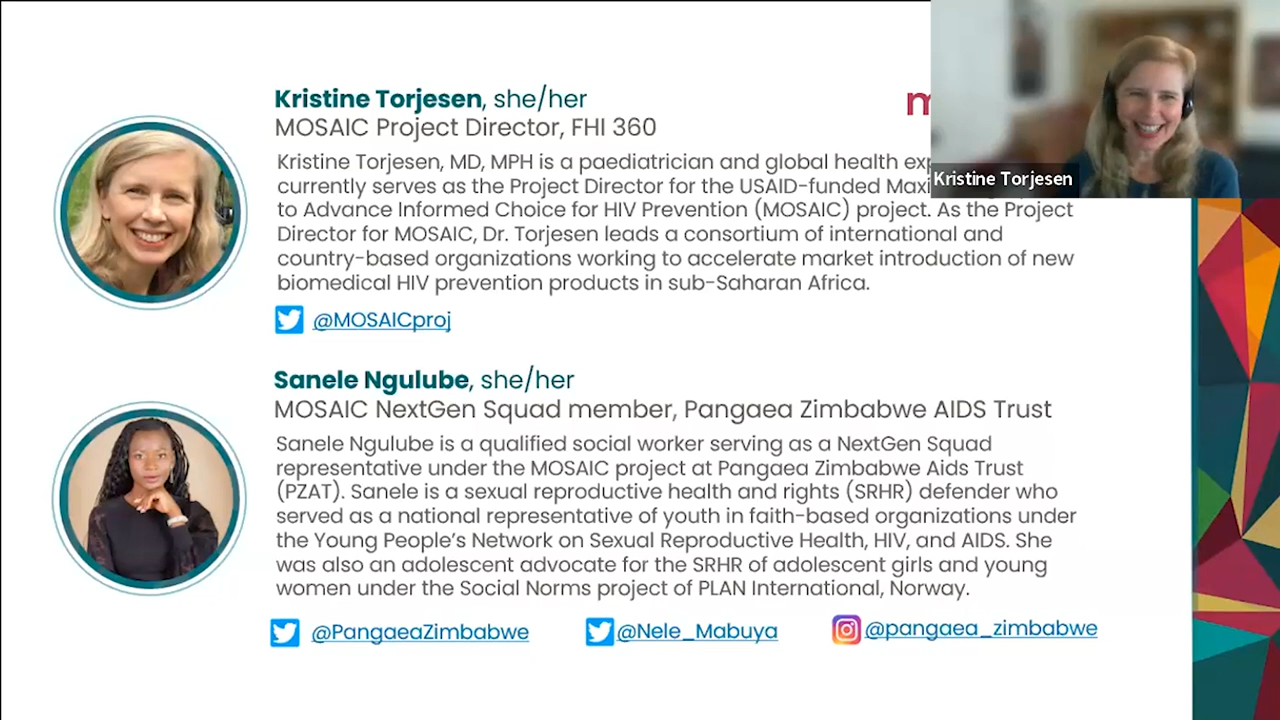 Kristine Torjesen, she/her
MOSAIC Project Director, FHI 360
Kristine Torjesen, MD, MPH is a paediatrician and global health
currently serves as the Project Director for the USAID-funded
to Advance Informed Choice for HIV Prevention (MOSAIC) project. As the Project
Director for MOSAIC, Dr. Torjesen leads a consortium of international and
country-based organizations working to accelerate market introduction of new
biomedical HIV prevention products in sub-Saharan Africa.
@MOSAICproj
Kristine Torjesen
Sanele Ngulube, she/her
MOSAIC NextGen Squad member, Pangaea Zimbabwe AIDS Trust
Sanele Ngulube is a qualified social worker serving as a NextGen Squad
representative under the MOSAIC project at Pangaea Zimbabwe Aids Trust
(PZAT). Sanele is a sexual reproductive health and rights (SRHR) defender who
served as a national representative of youth in faith-based organizations under
the Young People's Network on Sexual Reproductive Health, HIV, and AIDS. She
was also an adolescent advocate for the SRHR of adolescent girls and young
women under the Social Norms project of PLAN International, Norway.
@PangaeaZimbabwe @Nele_Mabuya @pangaea_zimbabwe